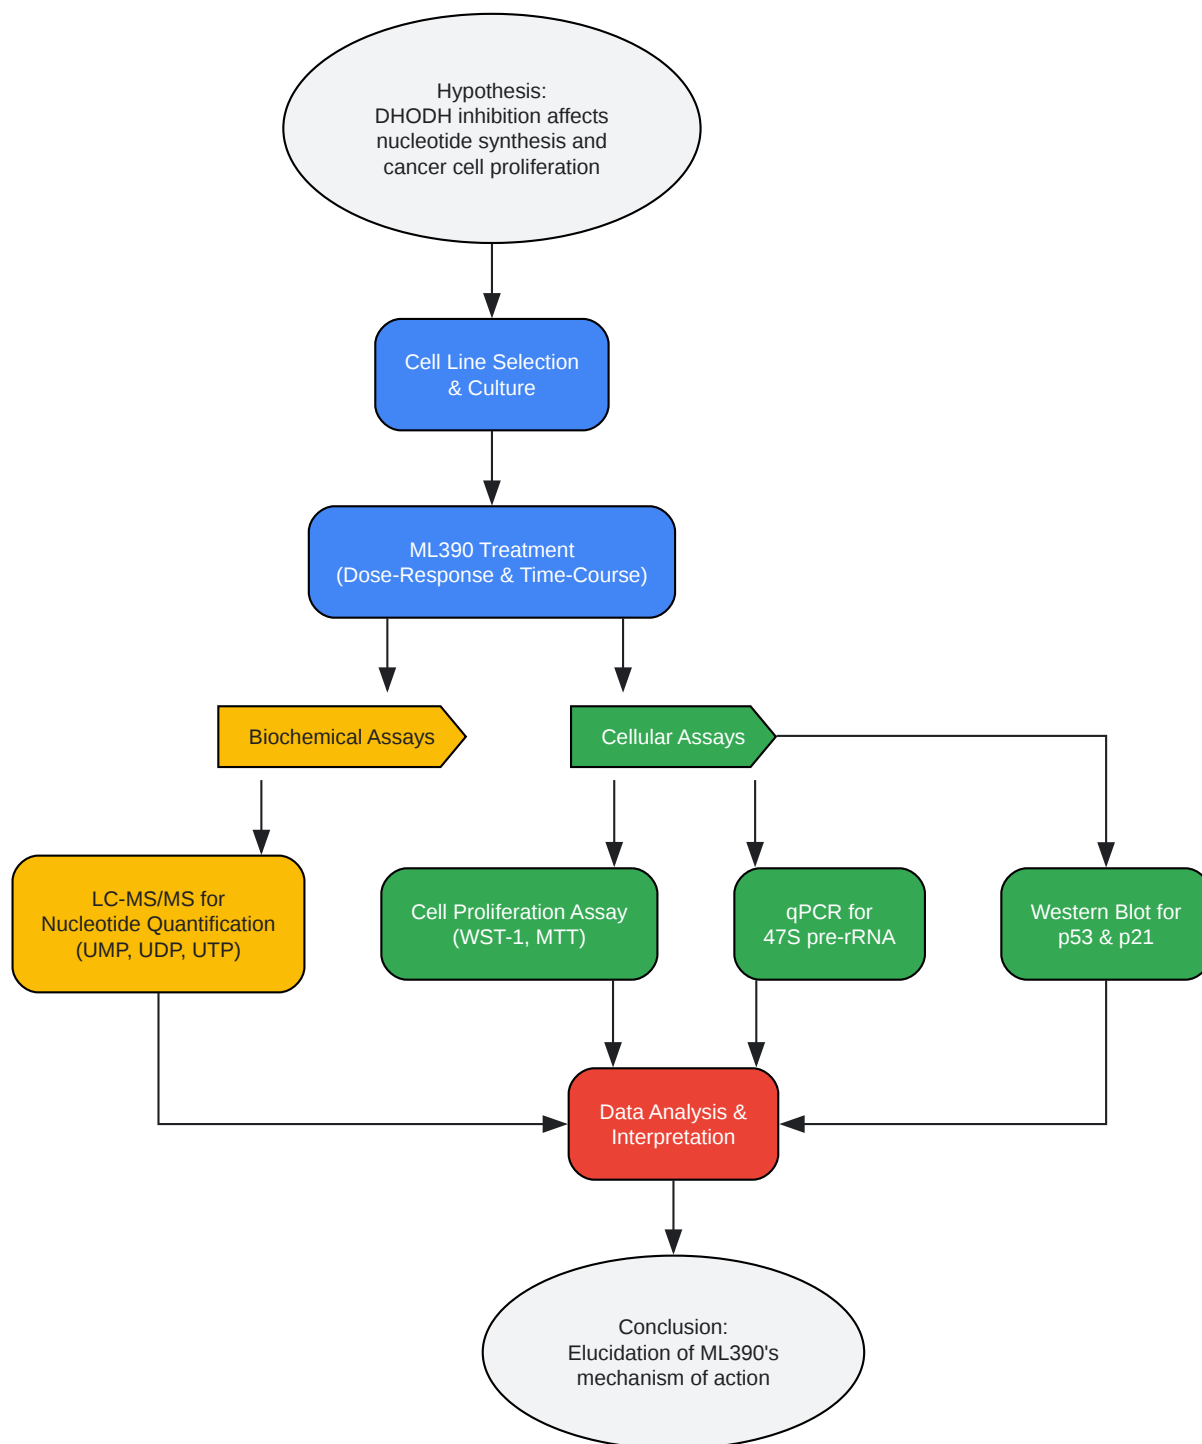 Hypothesis:
DHODH inhibition affects
nucleotide synthesis and
cancer cell proliferation
Cell Line Selection
& Culture
ML390 Treatment
(Dose-Response & Time-Course)
Biochemical Assays
Cellular Assays
LC-MS/MS for
Nucleotide Quantification
(UMP, UDP, UTP)
Cell Proliferation Assay
(WST-1, MTT)
qPCR for
47S pre-rRNA
Western Blot for
p53 & p21
Data Analysis &
Interpretation
Conclusion:
Elucidation of ML390's
mechanism of action